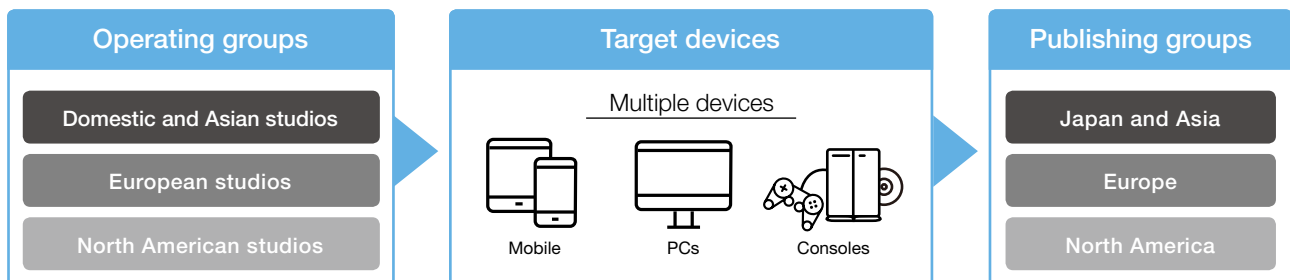 Operating groups
Domestic and Asian studios
European studios
North American studios
Target devices
Multiple devices
Mobile
PCs
Consoles
Publishing groups
Japan and Asia
Europe
North America